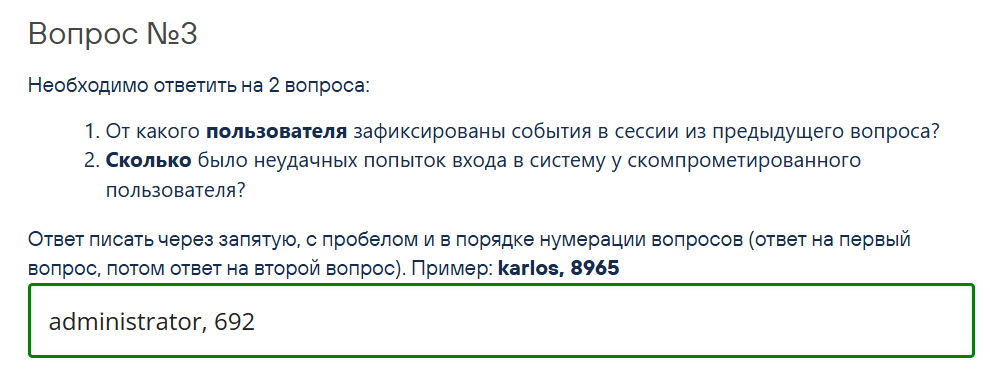 Вопрос №3
Необходимо ответить на 2 вопроса:
1. От какого пользователя зафиксированы события в сессии из предыдущего вопроса?
2. Сколько было неудачных попыток входа в систему у скомпрометированного
пользователя?
Ответ писать через запятую, с пробелом и в порядке нумерации вопросов (ответ на первый
вопрос, потом ответ на второй вопрос). Пример: karlos, 8965
administrator, 692